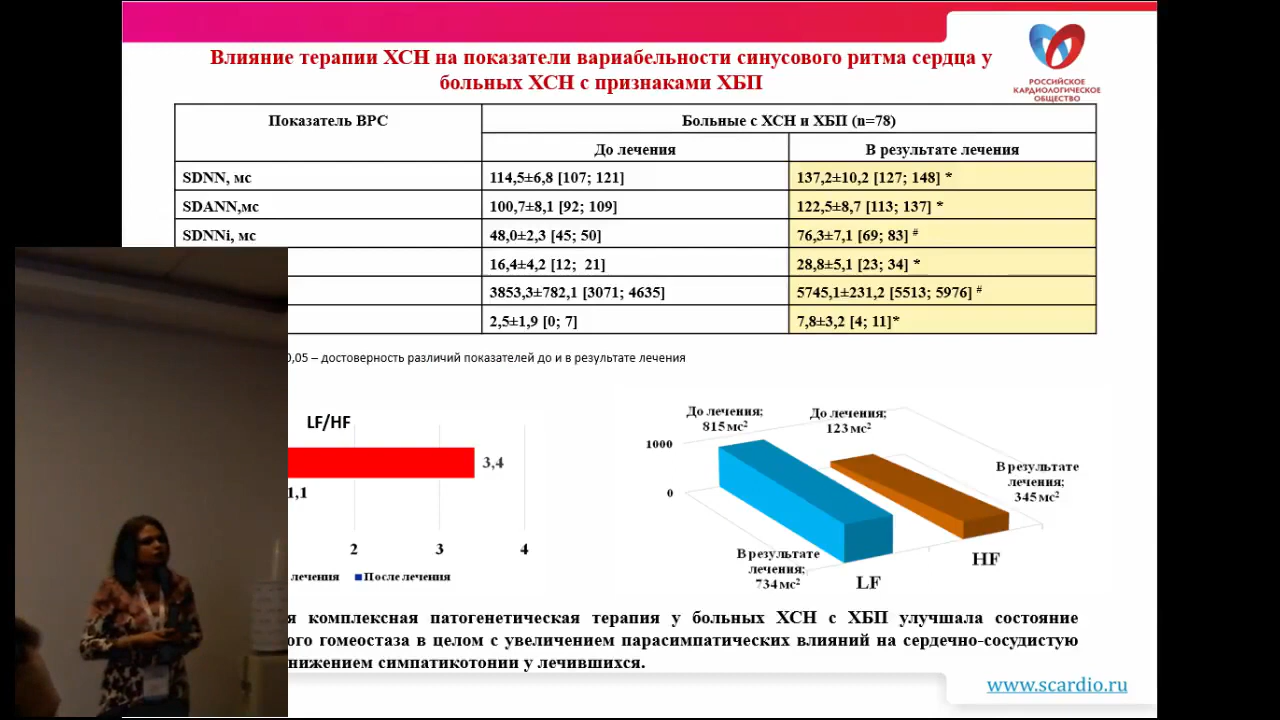 Влияние терапии ХСН на показатели вариабельности синусового ритма сердца у
больных ХСН с признаками ХБП
РОССИЙСКОЕ
КАРДИОЛОГИЧЕСКОЕ
ОБЩЕСТВО
Показатель ВРС
Больные с ХСН и ХБП (n=78)
До лечения
В результате лечения
SDNN, мс
114,5±6,8 [107; 121]
137,2±10,2 [127; 148] *
SDANN,мс
100,7±8,1 [92; 109]
122,5±8,7 [113; 137] *
SDNNi, мс
48,0±2,3 [45; 50]
76,3±7,1 [69; 83] #
16,4±4,2 [12; 21]
28,8±5,1 [23; 34] *
3853,3±782,1 [3071; 4635]
5745,1±231,2 [5513; 5976] #
2,5±1,9 [0; 7]
7,8±3,2 [4; 11]*
0,05 – достоверность различий показателей до и в результате лечения
LF/HF
3,4
1,1
2 3 4
лечения После лечения
До лечения;
815 мс²
До лечения;
123 мс²
1000
0
В результате
лечения;
345 мс²
В результате
лечения;
734 мс²
HF
LF
я комплексная патогенетическая терапия у больных ХСН с ХБП улучшала состояние
ого гомеостаза в целом с увеличением парасимпатических влияний на сердечно-сосудистую
нижением симпатикотонии у лечившихся.
www.scardio.ru